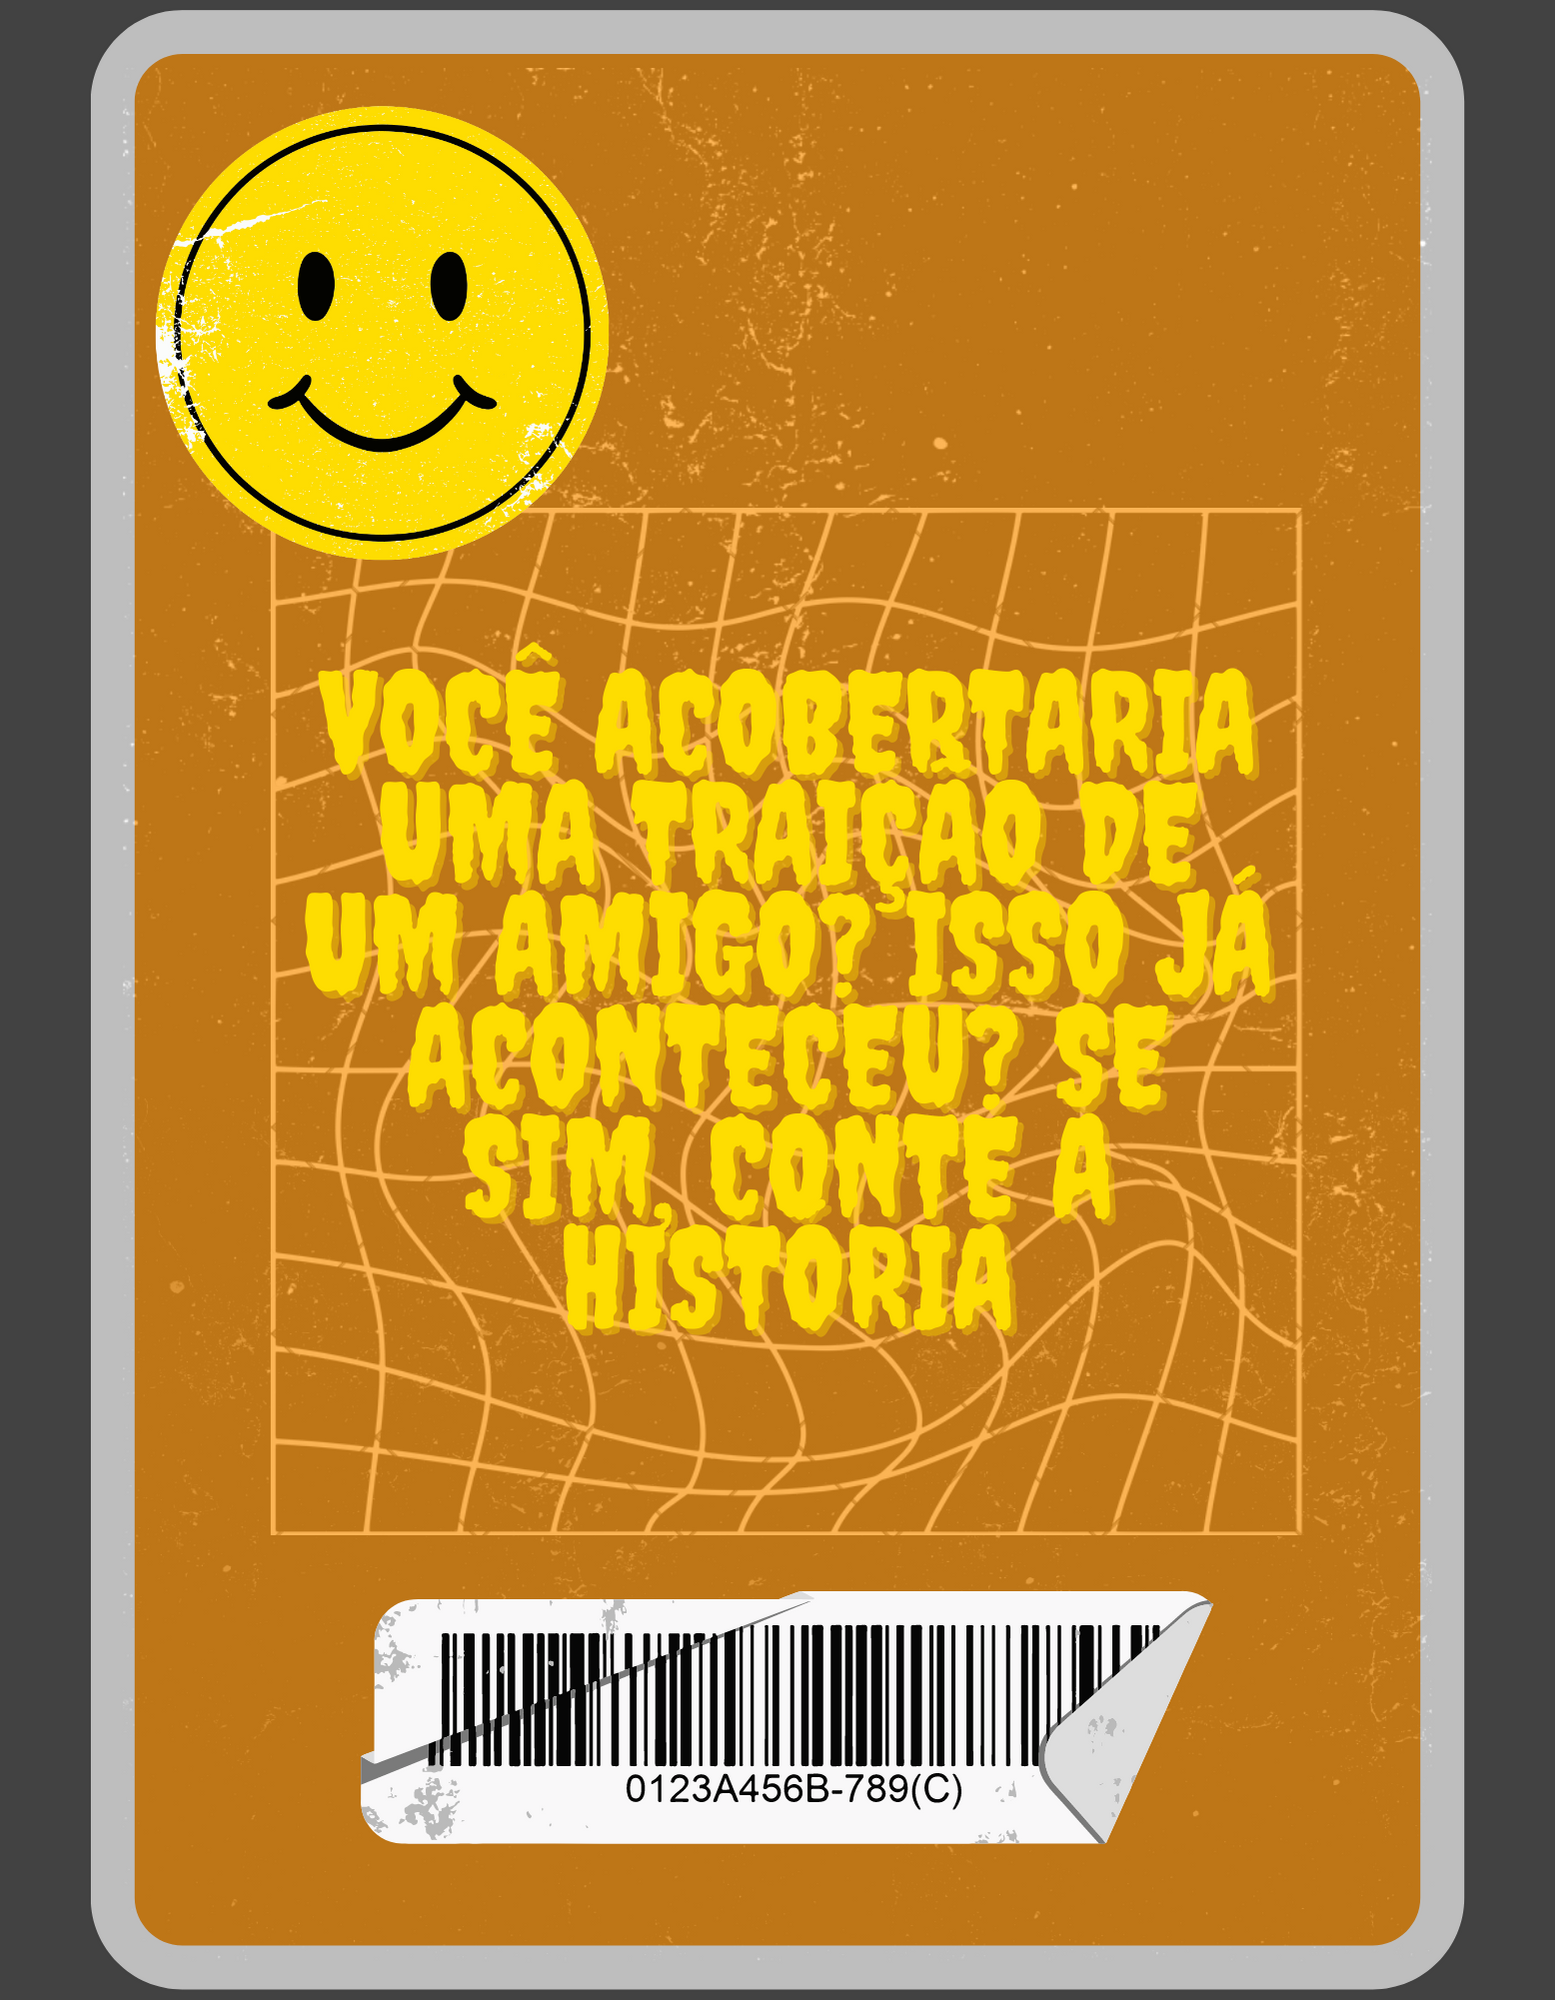 VOCÊ ACOBERTARIA
UMA TRAIÇÃO DE
UM AMIGO? ISSO JÁ
ACONTECEU? SE
SIM, CONTE A
HISTÓRIA
0123A456B-789(C)